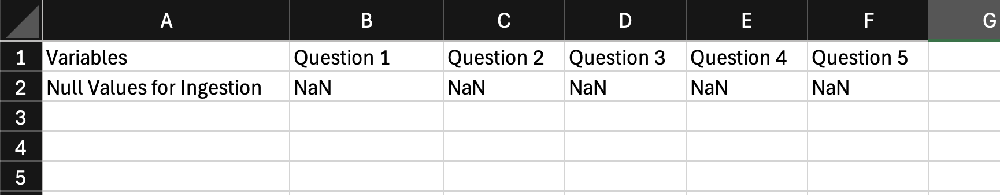 A B C D E F G
1 Variables Question 1 Question 2 Question 3 Question 4 Question 5
2 Null Values for Ingestion NaN NaN NaN NaN NaN
3
4
5